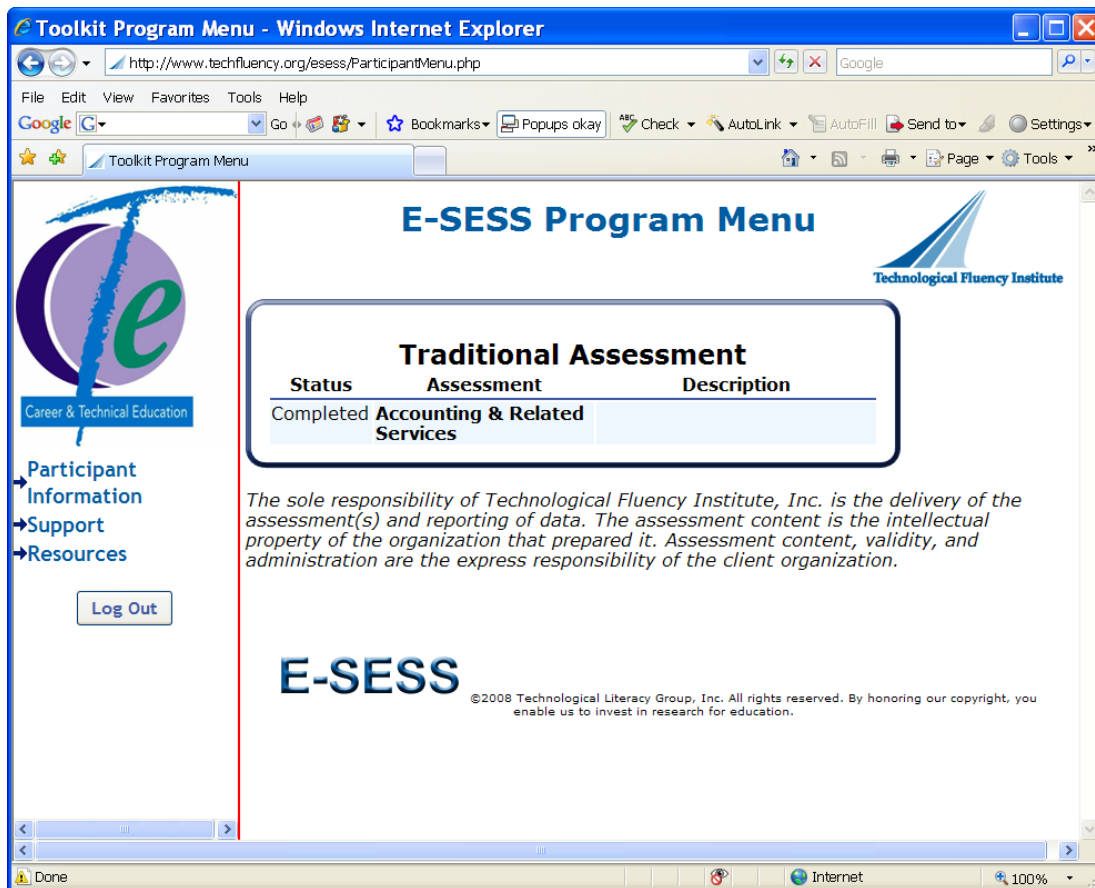 Toolkit Program Menu - Windows Internet Explorer
http://www.techfluency.org/esess/ParticipantMenu.php
Google
File Edit View Favorites Tools Help
Google G Go Bookmarks Popups okay ABC Check AutoLink AutoFill Send to Settings
Toolkit Program Menu
Page Tools »
Cte
Career & Technical Education
Participant
Information
Support
Resources
Log Out
E-SESS Program Menu
Technological Fluency Institute
Traditional Assessment
Status Assessment Description
Completed Accounting & Related
Services
The sole responsibility of Technological Fluency Institute, Inc. is the delivery of the
assessment(s) and reporting of data. The assessment content is the intellectual
property of the organization that prepared it. Assessment content, validity, and
administration are the express responsibility of the client organization.
E-SESS
©2008 Technological Literacy Group, Inc. All rights reserved. By honoring our copyright, you
enable us to invest in research for education.
Done Internet 100%